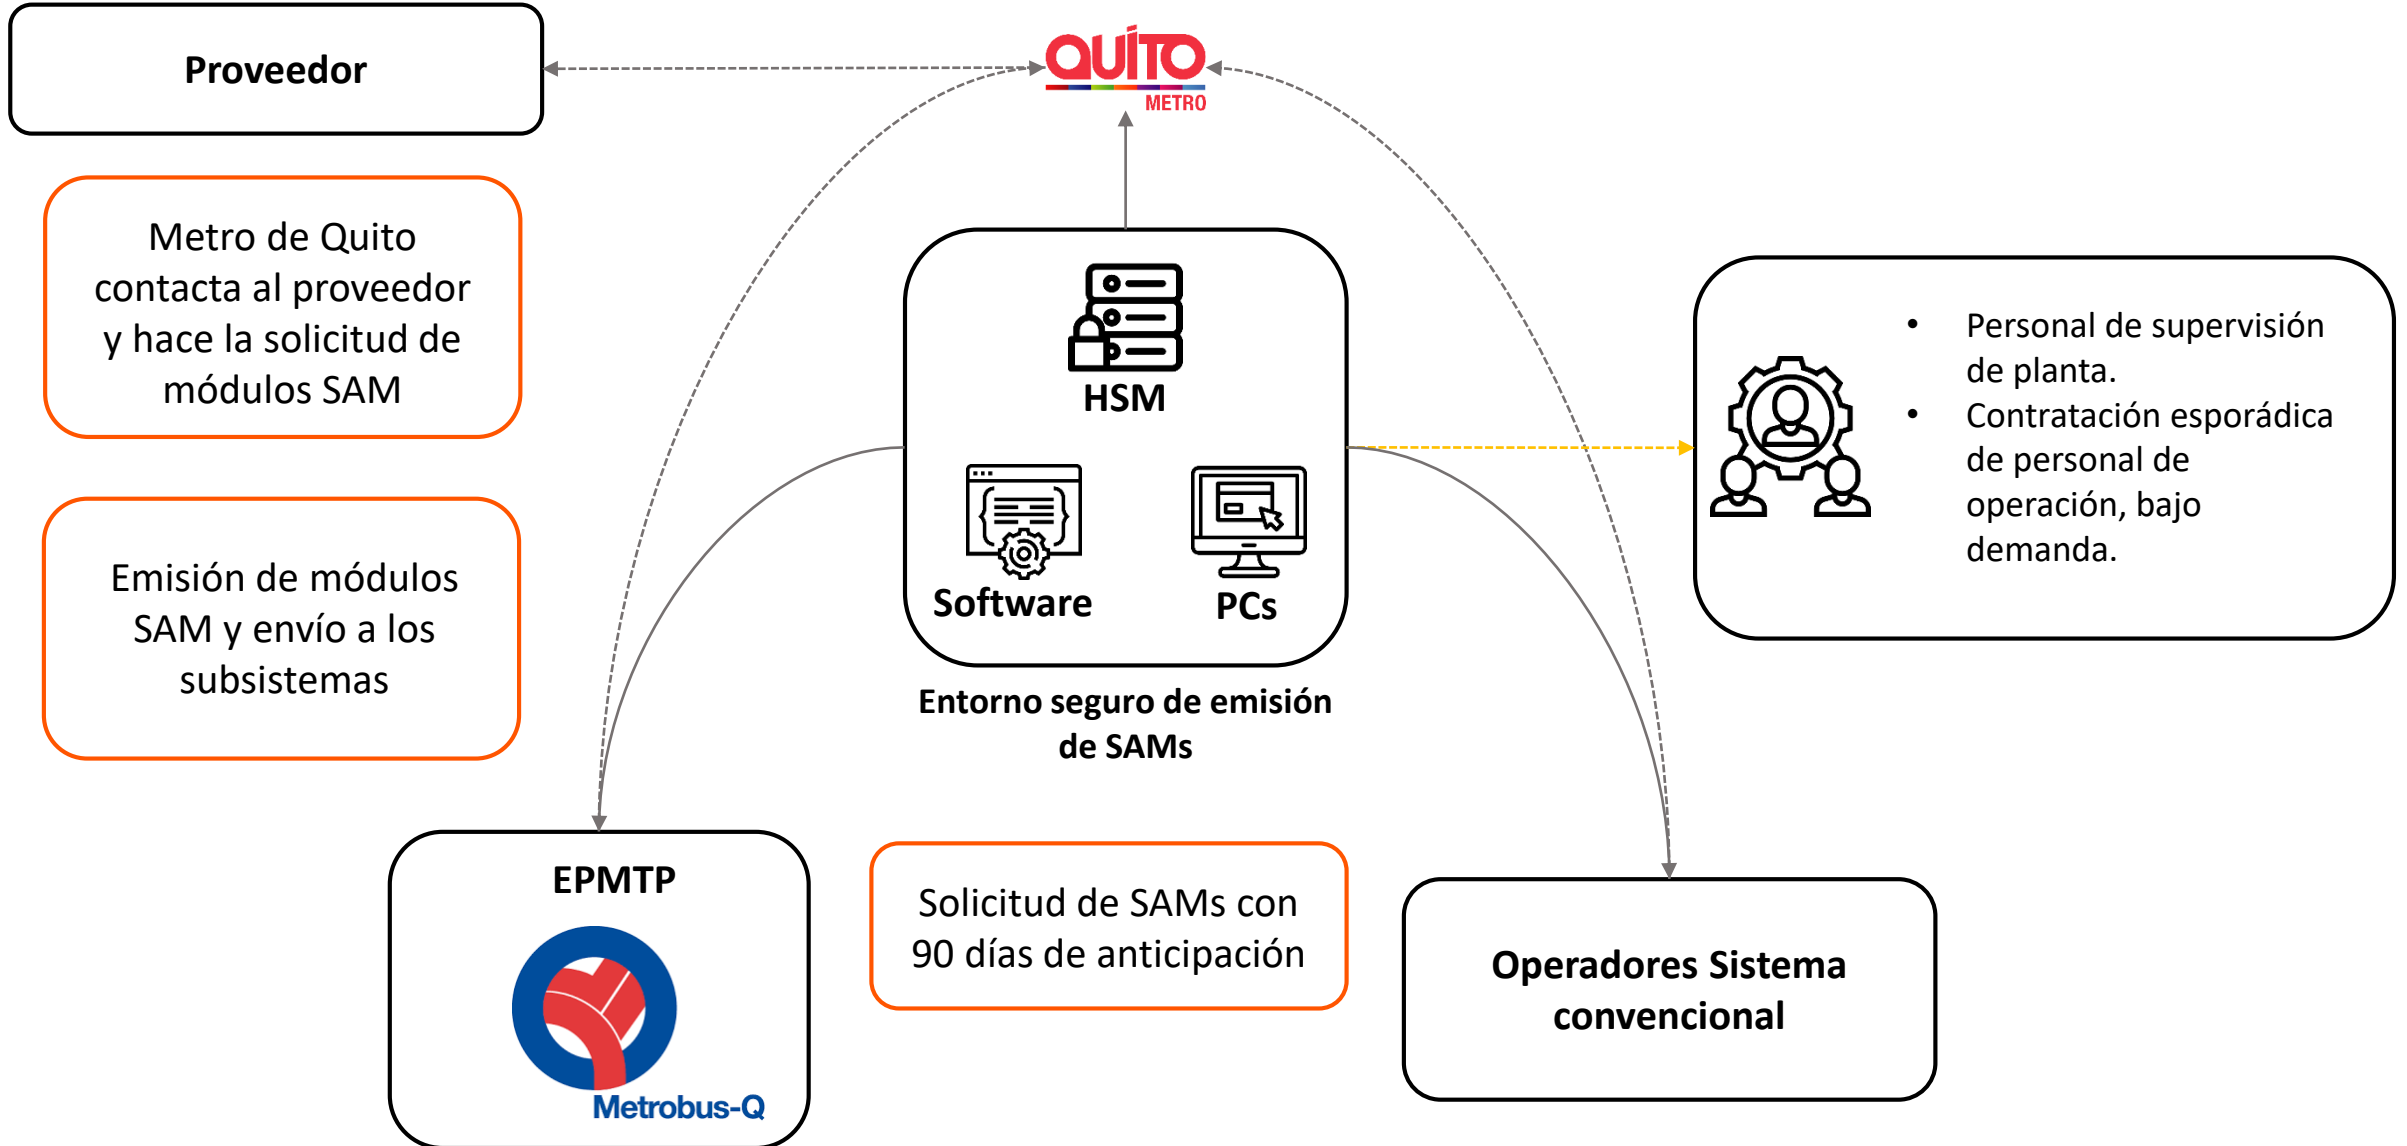 Proveedor
QUITO
METRO
Metro de Quito
contacta al proveedor
y hace la solicitud de
módulos SAM
Emisión de módulos
SAM y envío a los
subsistemas
HSM
Software
PCs
Entorno seguro de emisión
de SAMs
• Personal de supervisión
de planta.
• Contratación esporádica
de personal de
operación, bajo
demanda.
EPMTP
Metrobus-Q
Solicitud de SAMs con
90 días de anticipación
Operadores Sistema
convencional